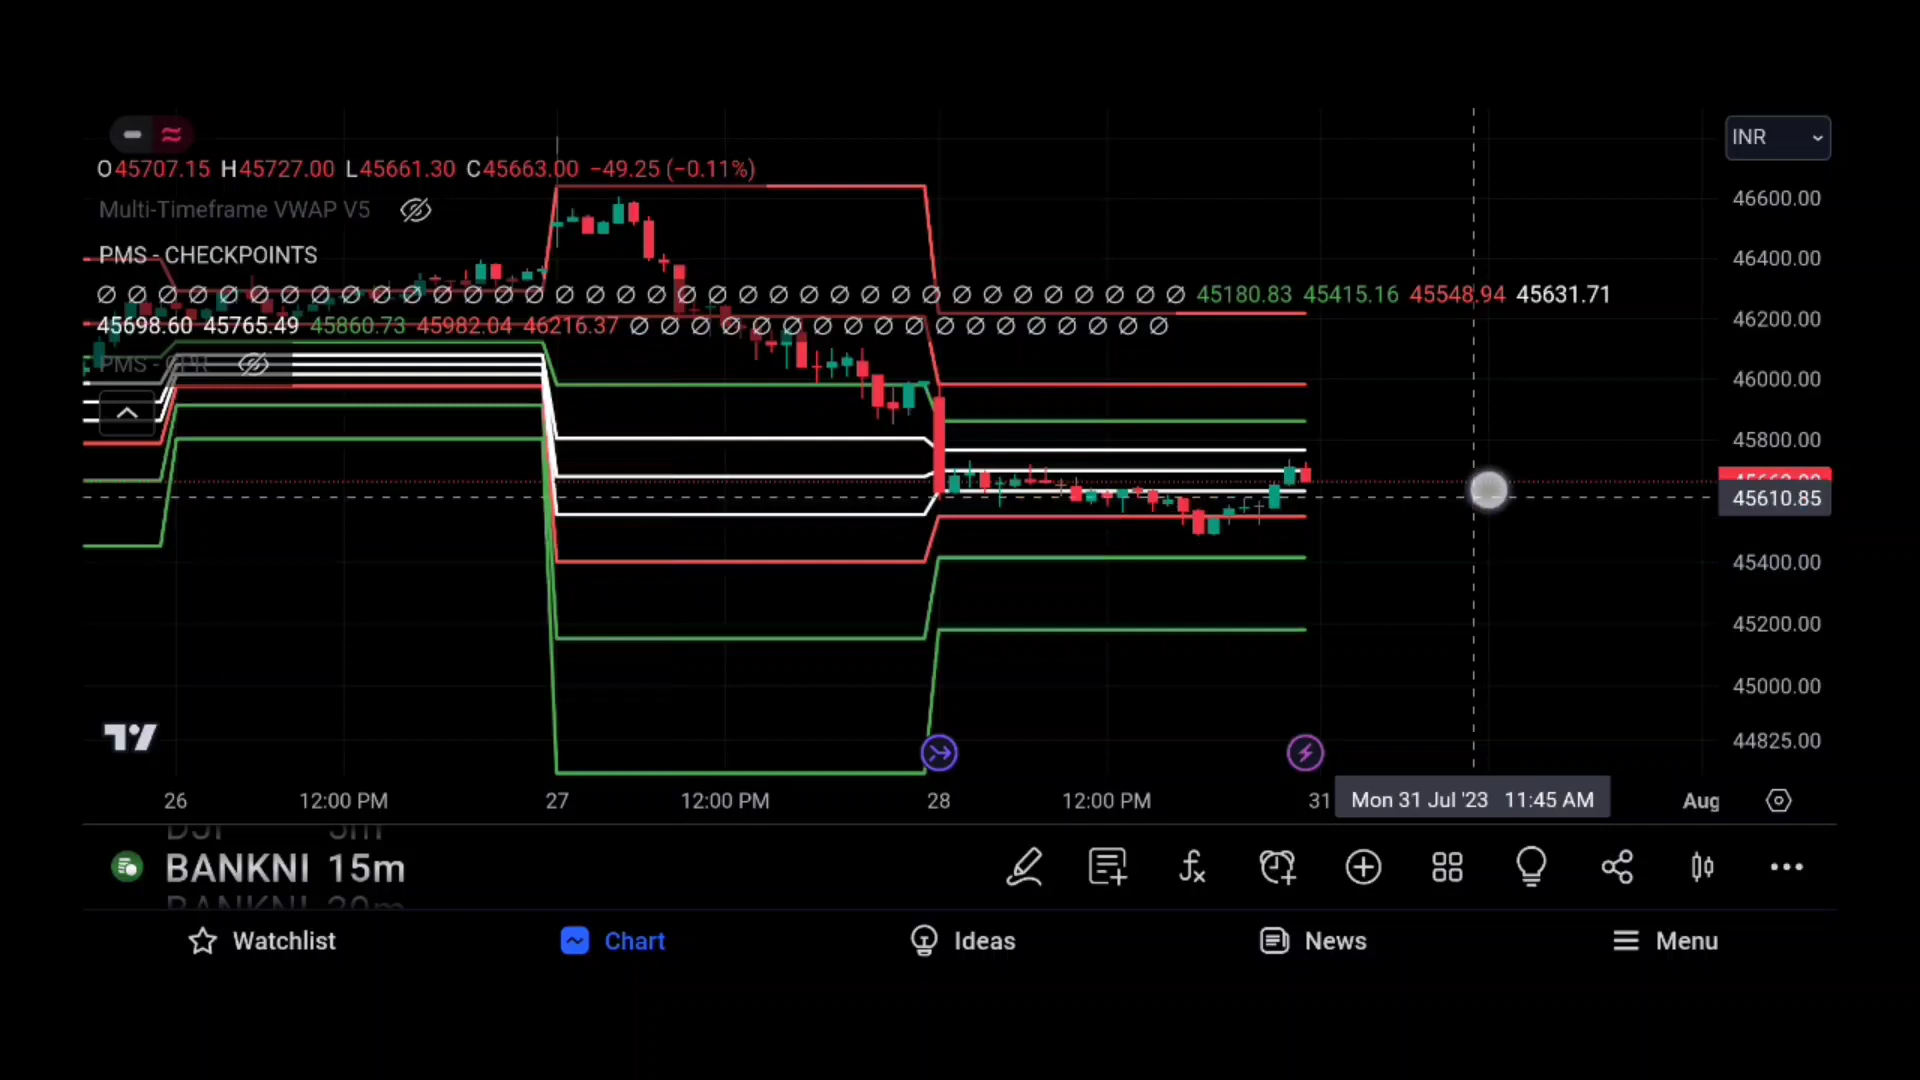 INR
O45707.15 H45727.00 L45661.30 C45663.00 −49.25 (−0.11%)
Multi-Timeframe VWAP V5
PMS - CHECKPOINTS
Ø Ø Ø Ø Ø Ø Ø Ø Ø Ø Ø Ø Ø Ø Ø Ø Ø Ø Ø Ø Ø Ø Ø Ø Ø Ø Ø Ø Ø Ø Ø Ø Ø Ø Ø Ø 45180.83 45415.16 45548.94 45631.71
45698.60 45765.49 45860.73 45982.04 46216.37 Ø Ø Ø Ø Ø Ø Ø Ø Ø Ø Ø Ø Ø Ø Ø Ø Ø Ø
PMS - CPR
46600.00
46400.00
46200.00
46000.00
45800.00
45610.85
45400.00
45200.00
45000.00
44825.00
26 12:00 PM 27 12:00 PM 28 12:00 PM 31 Mon 31 Jul '23 11:45 AM Aug
BANKNI 15m
Watchlist Chart Ideas News Menu